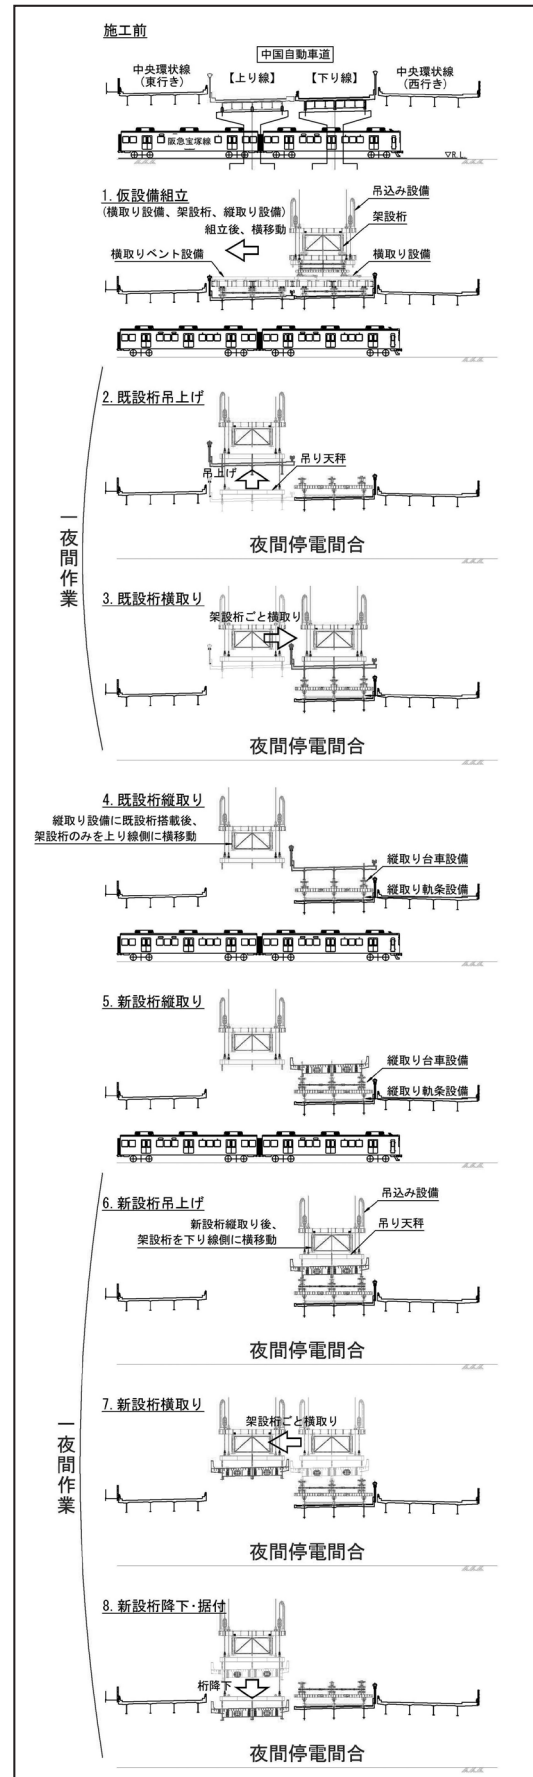 施工前
中国自動車道
中央環状線
(東行き)
【上り線】
【下り線】
中央環状線
(西行き)
阪急宝塚線
▽R.L
1.仮設備組立
(横取り設備、架設桁、縦取り設備)
組立後、横移動
吊込み設備
架設桁
横取りベント設備
横取り設備
一夜間作業
2.既設桁吊上げ
吊上げ
吊り天秤
夜間停電間合
3.既設桁横取り
架設桁ごと横取り
夜間停電間合
4.既設桁縦取り
縦取り設備に既設桁搭載後、
架設桁のみを上り線側に横移動
縦取り台車設備
縦取り軌条設備
5.新設桁縦取り
縦取り台車設備
縦取り軌条設備
一夜間作業
6.新設桁吊上げ
吊込み設備
新設桁縦取り後、
架設桁を下り線側に横移動
吊り天秤
夜間停電間合
7.新設桁横取り
架設桁ごと横取り
夜間停電間合
8.新設桁降下・据付
桁降下
夜間停電間合